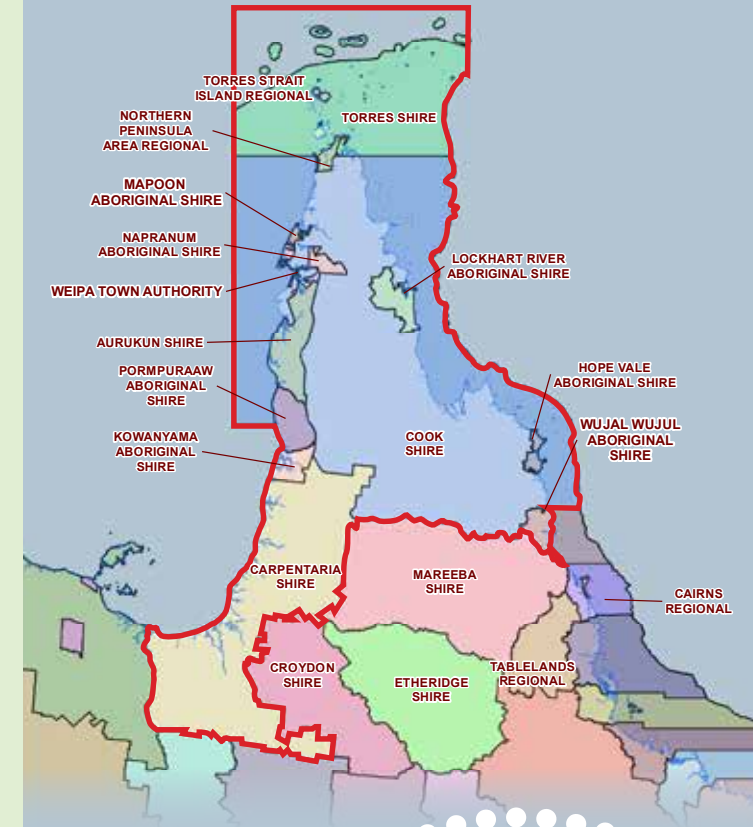 TORRES STRAIT
ISLAND REGIONAL
NORTHERN
PENINSULA
AREA REGIONAL
TORRES SHIRE
MAPOON
ABORIGINAL SHIRE
NAPRANUM
ABORIGINAL SHIRE
LOCKHART RIVER
ABORIGINAL SHIRE
WEIPA TOWN AUTHORITY
AURUKUN SHIRE
PORMPURAAW
ABORIGINAL
SHIRE
HOPE VALE
ABORIGINAL SHIRE
KOWANYAMA
ABORIGINAL
SHIRE
COOK
SHIRE
WUJAL WUJUL
ABORIGINAL
SHIRE
CARPENTARIA
SHIRE
MAREEBA
SHIRE
CAIRNS
REGIONAL
CROYDON
SHIRE
ETHERIDGE
SHIRE
TABLELANDS
REGIONAL